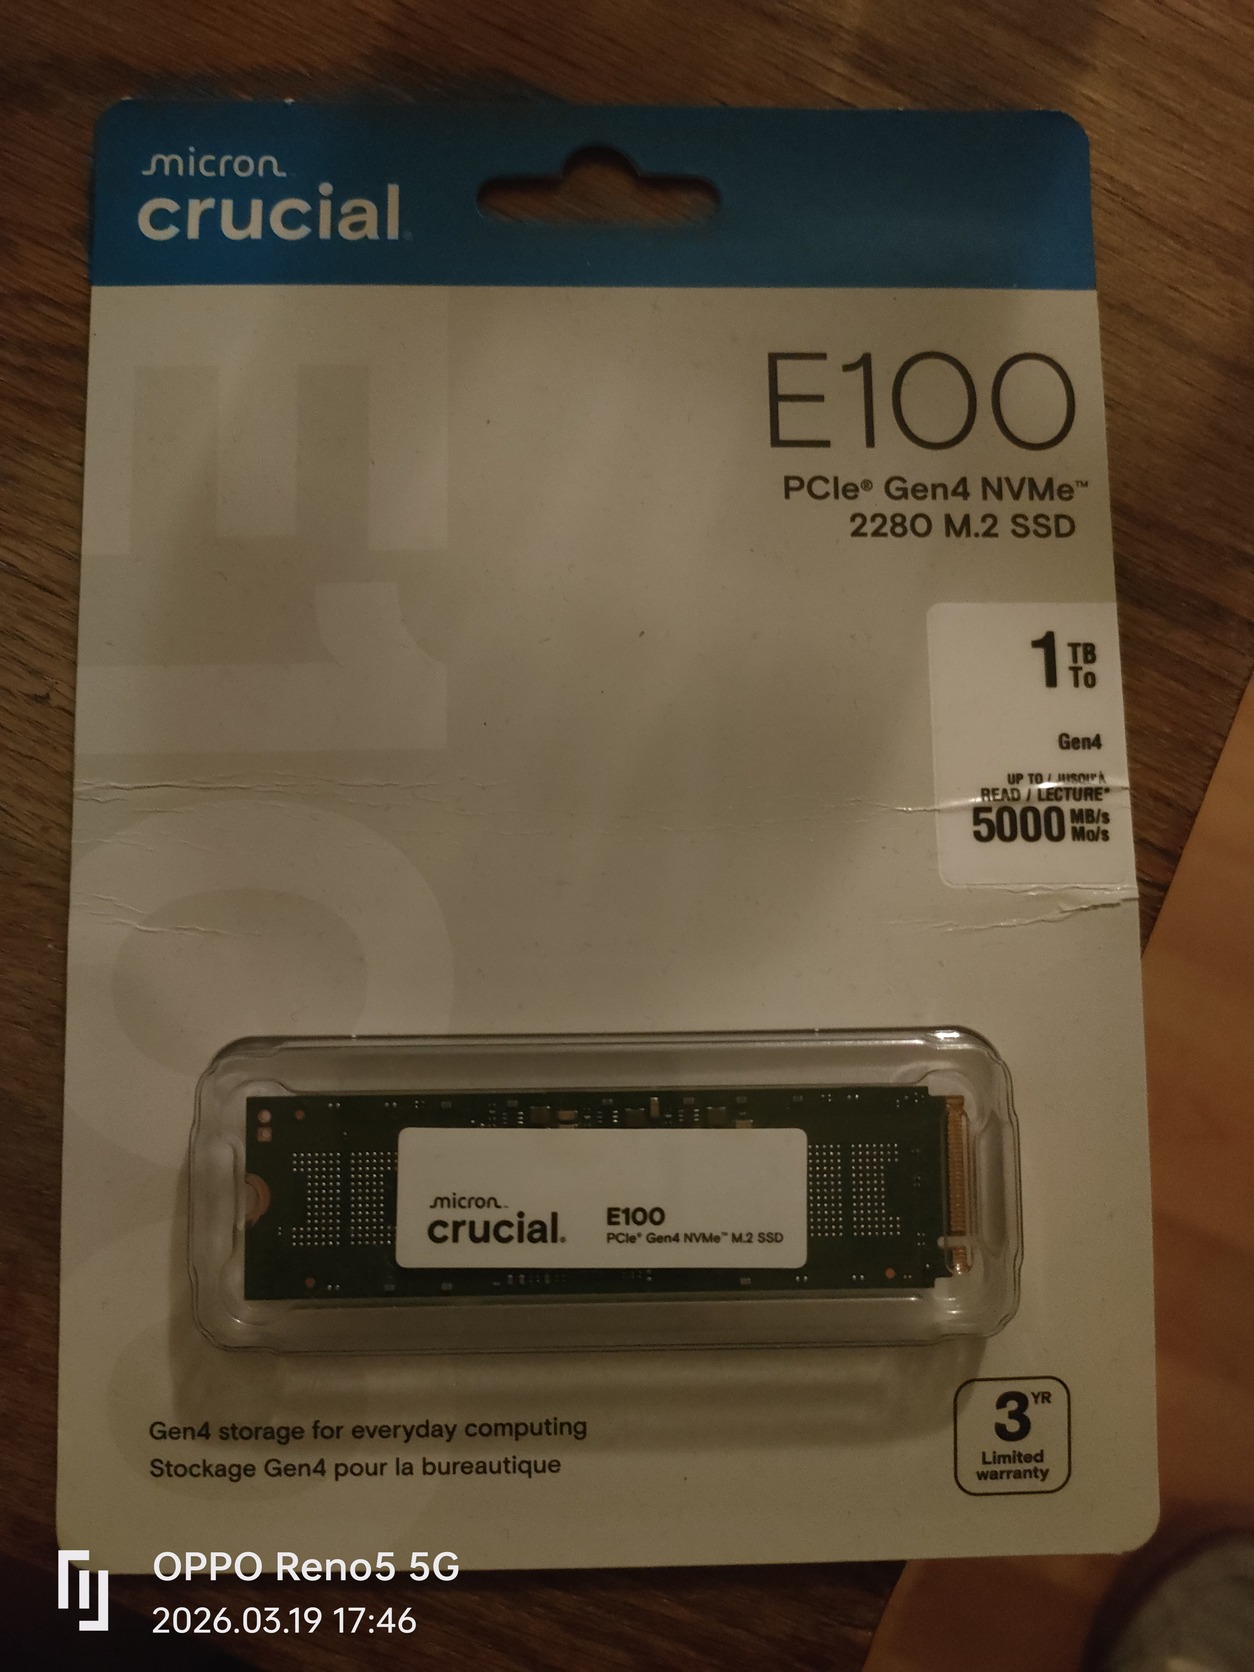 micron
crucial
E100
PCIe® Gen4 NVMe™
2280 M.2 SSD
1 TB
To
Gen4
UP TO / JUSQU'À
READ / LECTURE*
5000 MB/s
Mo/s
micron™
crucial®
E100
PCIe® Gen4 NVMe™ M.2 SSD
Gen4 storage for everyday computing
Stockage Gen4 pour la bureautique
3 YR
Limited
warranty
OPPO Reno5 5G
2026.03.19 17:46